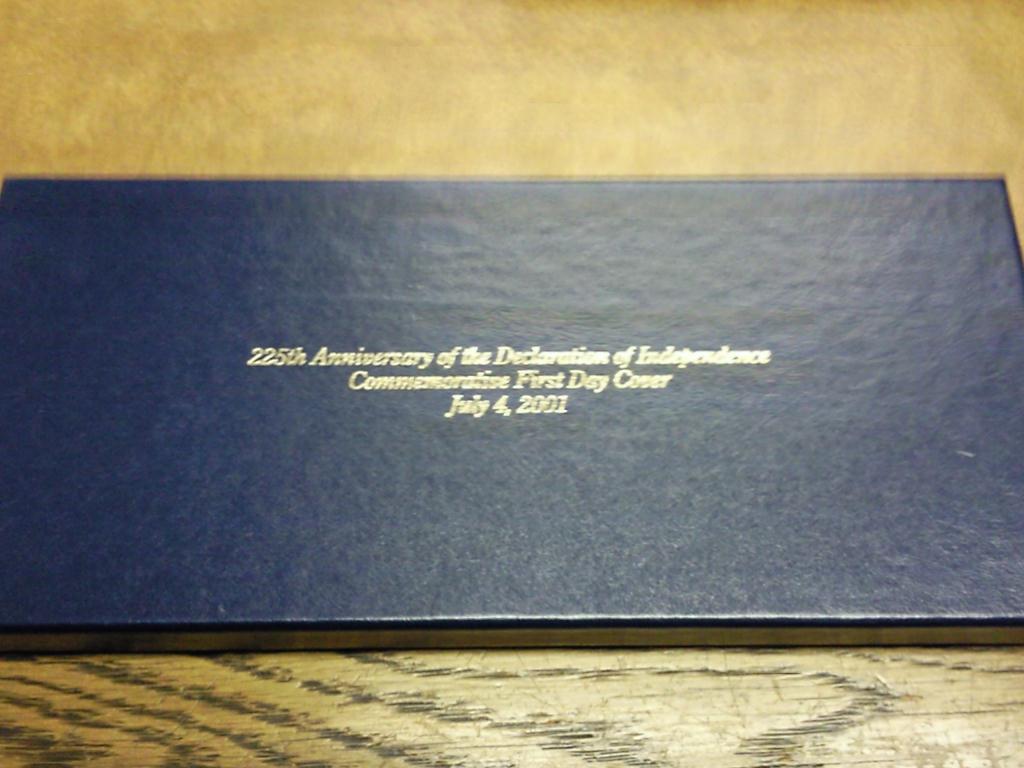 225th Anniversary of the Declaration of Independence
Commemorative First Day Cover
July 4, 2001